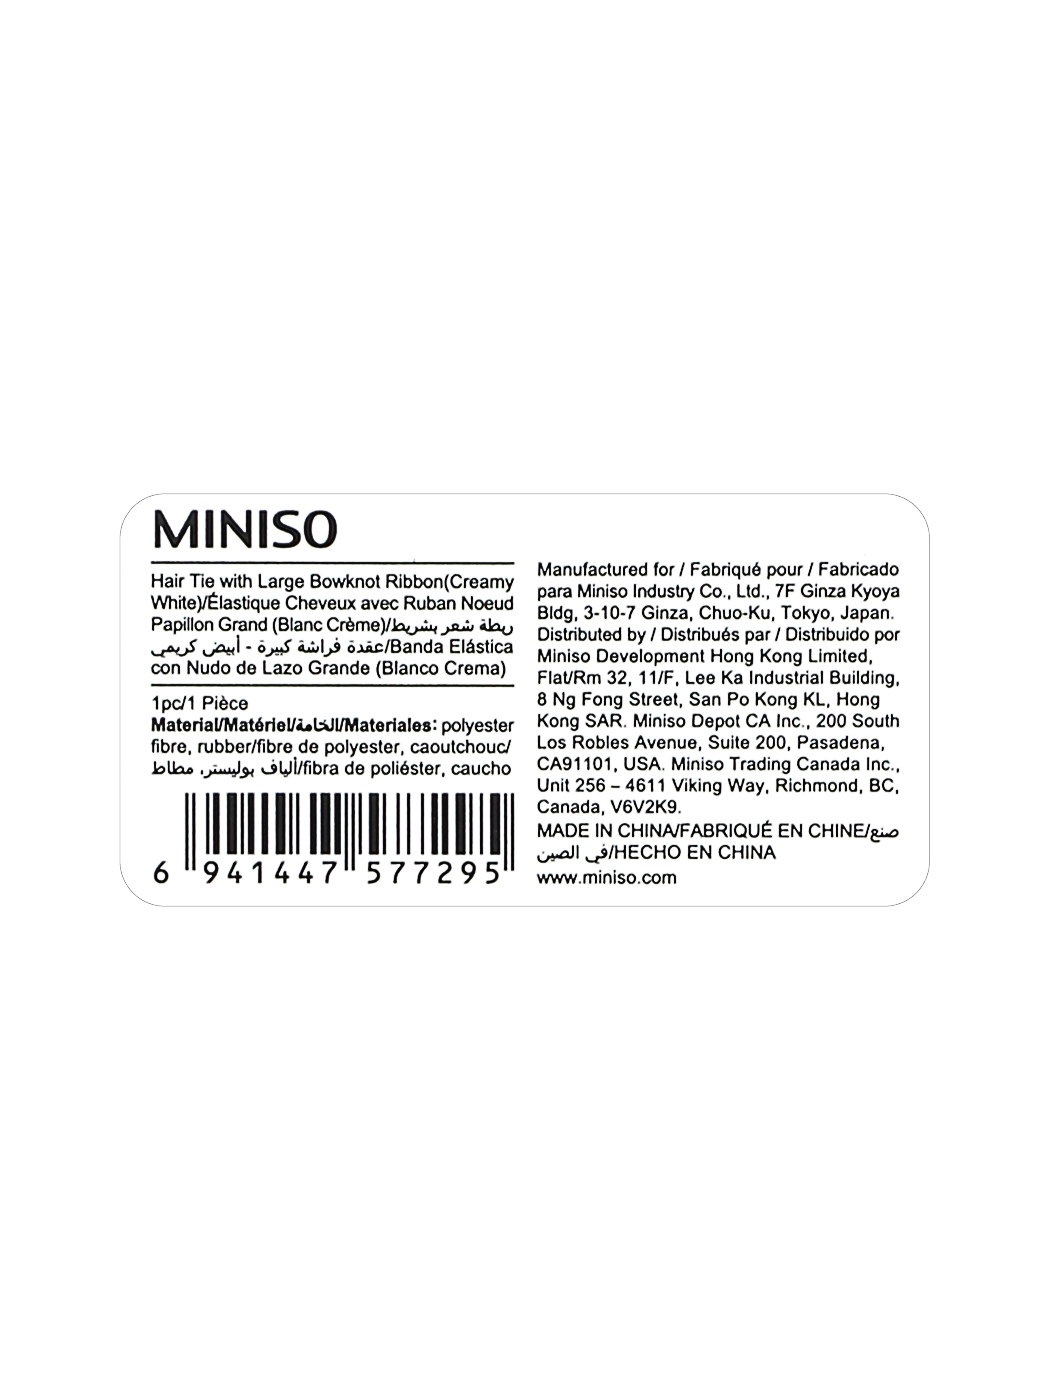 MINISO
Hair Tie with Large Bowknot Ribbon(Creamy
White)/Élastique Cheveux avec Ruban Noeud
Papillon Grand (Blanc Crème)/ربطة شعر بشريط
عقدة فراشة كبيرة - أبيض كريمي/Banda Elástica
con Nudo de Lazo Grande (Blanco Crema)
1pc/1 Pièce
Material/Matériel/الخامة/Materiales: polyester
fibre, rubber/fibre de polyester, caoutchouc/
ألياف بوليستر, مطاط/fibra de poliéster, caucho
6 941447 577295
Manufactured for / Fabriqué pour / Fabricado
para Miniso Industry Co., Ltd., 7F Ginza Kyoya
Bldg, 3-10-7 Ginza, Chuo-Ku, Tokyo, Japan.
Distributed by / Distribués par / Distribuido por
Miniso Development Hong Kong Limited,
Flat/Rm 32, 11/F, Lee Ka Industrial Building,
8 Ng Fong Street, San Po Kong KL, Hong
Kong SAR. Miniso Depot CA Inc., 200 South
Los Robles Avenue, Suite 200, Pasadena,
CA91101, USA. Miniso Trading Canada Inc.,
Unit 256 – 4611 Viking Way, Richmond, BC,
Canada, V6V2K9.
MADE IN CHINA/FABRIQUÉ EN CHINE/صنع
في الصين/HECHO EN CHINA
www.miniso.com